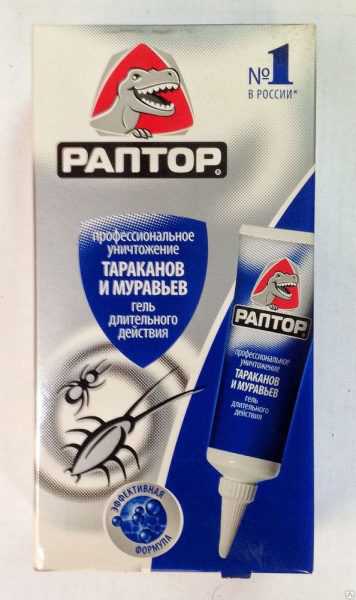 №1
В РОССИИ*
РАПТОР®
профессиональное
уничтожение
ТАРАКАНОВ
И МУРАВЬЕВ
гель
длительного
действия
РАПТОР
профессиональное
уничтожение
ТАРАКАНОВ
И МУРАВЬЕВ
гель
длительного
действия
ЭФФЕКТИВНАЯ
ФОРМУЛА